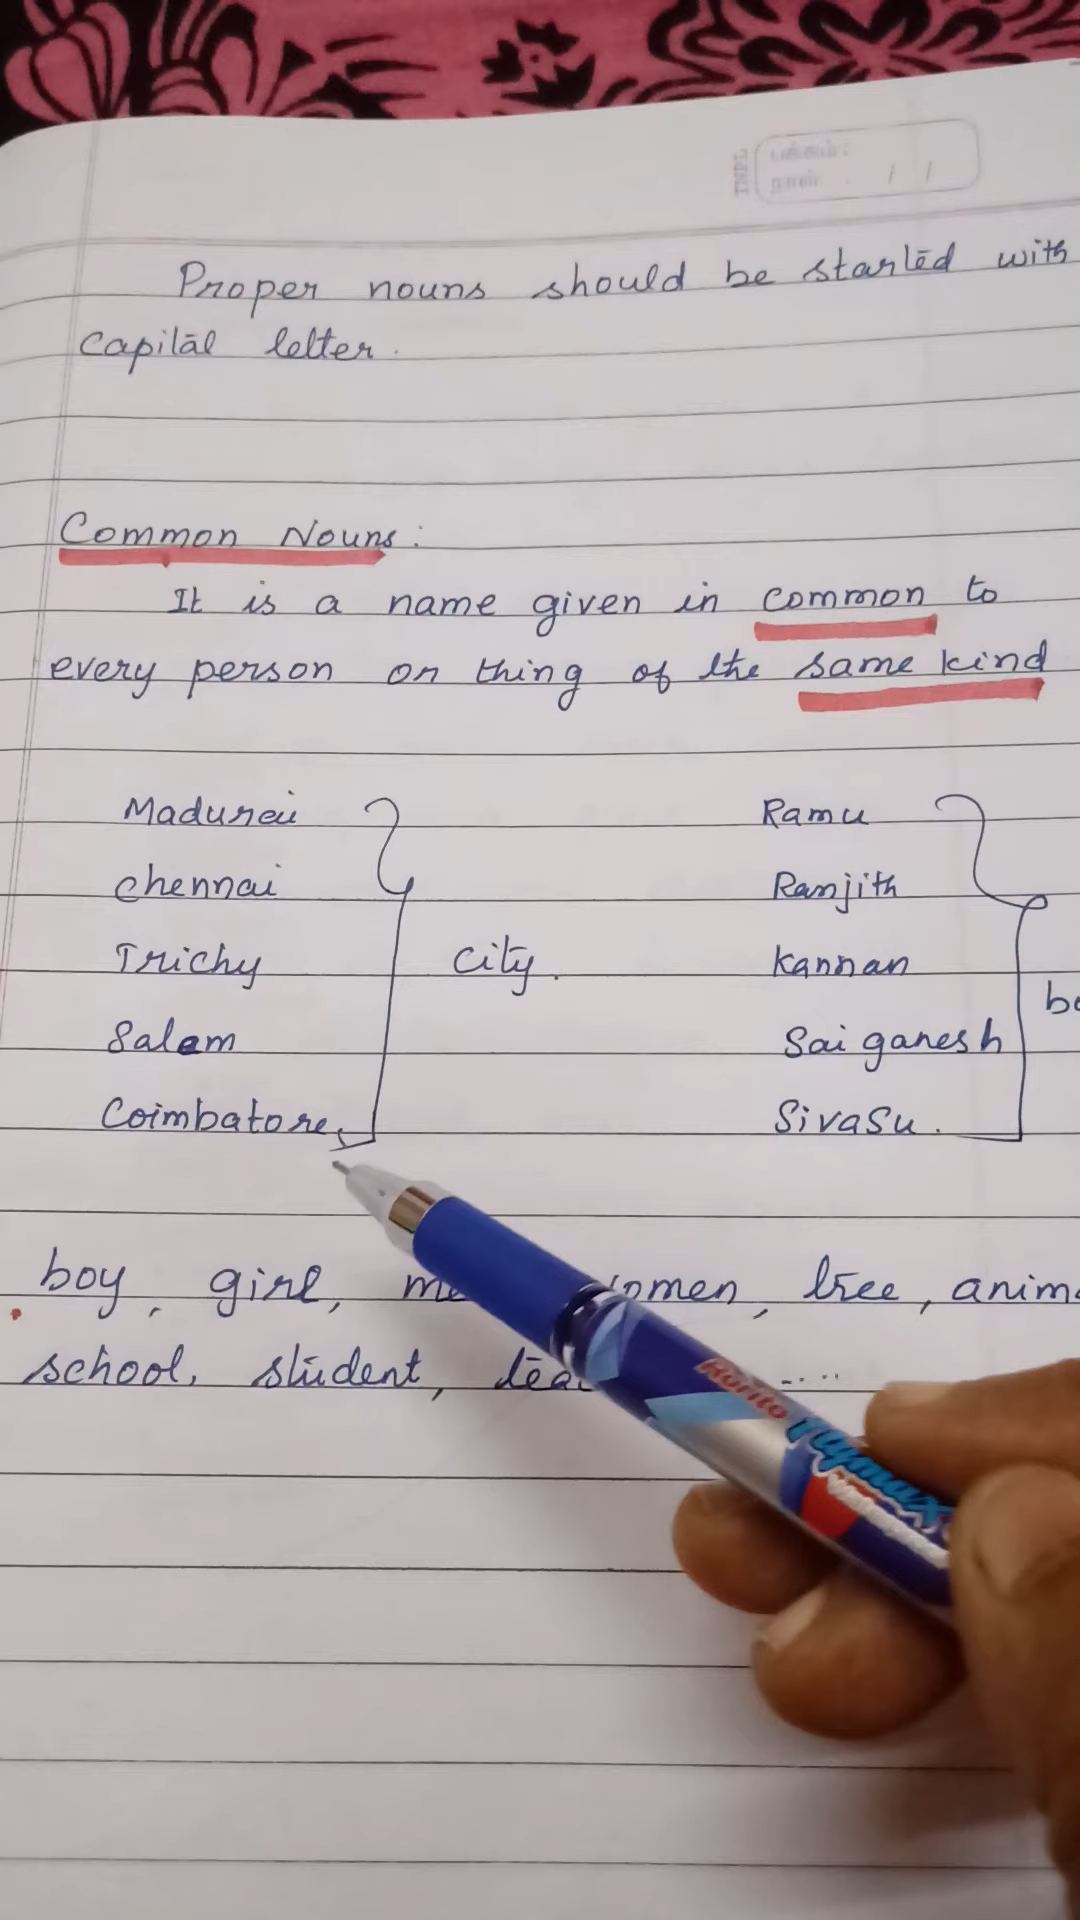 Proper nouns should be started with
capital letter.
Common Nouns:
It is a name given in common to
every person or thing of the same kind
Madurai
Chennai
Trichy
Salem
Coimbatore
City.
Ramu
Ranjith
Kannan
Sai ganesh
Sivasu.
boy, girl, women, tree,
school, student, ....
Rorito